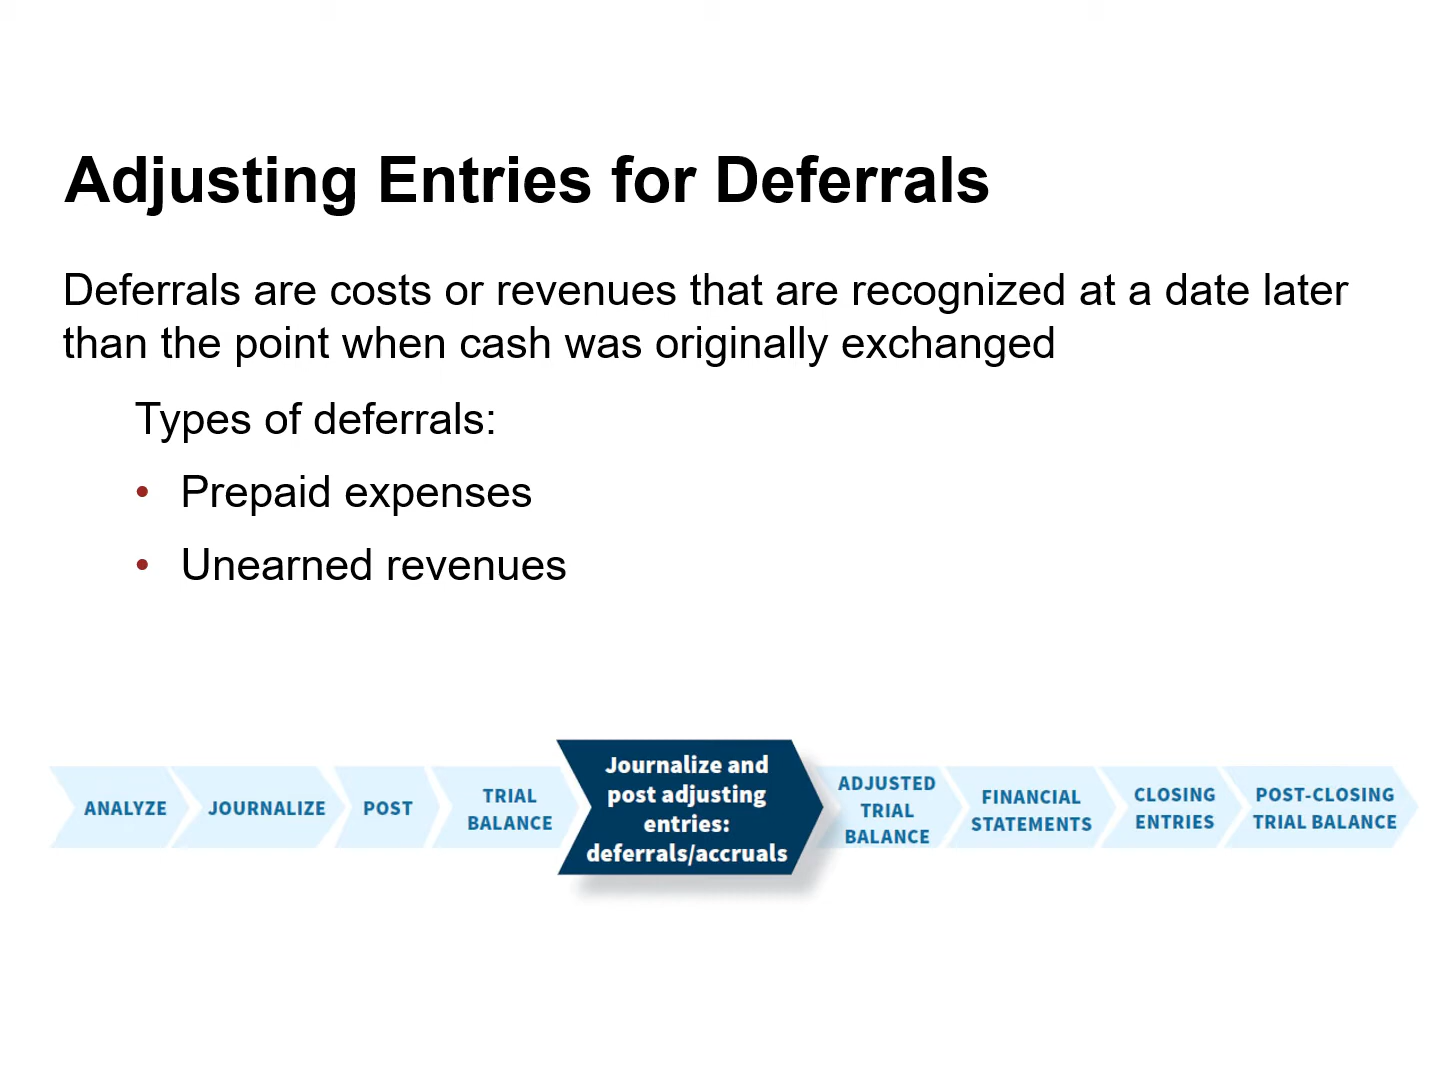 Adjusting Entries for Deferrals
Deferrals are costs or revenues that are recognized at a date later
than the point when cash was originally exchanged
Types of deferrals:
• Prepaid expenses
• Unearned revenues
ANALYZE
JOURNALIZE
POST
TRIAL
BALANCE
Journalize and
post adjusting
entries:
deferrals/accruals
ADJUSTED
TRIAL
BALANCE
FINANCIAL
STATEMENTS
CLOSING
ENTRIES
POST-CLOSING
TRIAL BALANCE